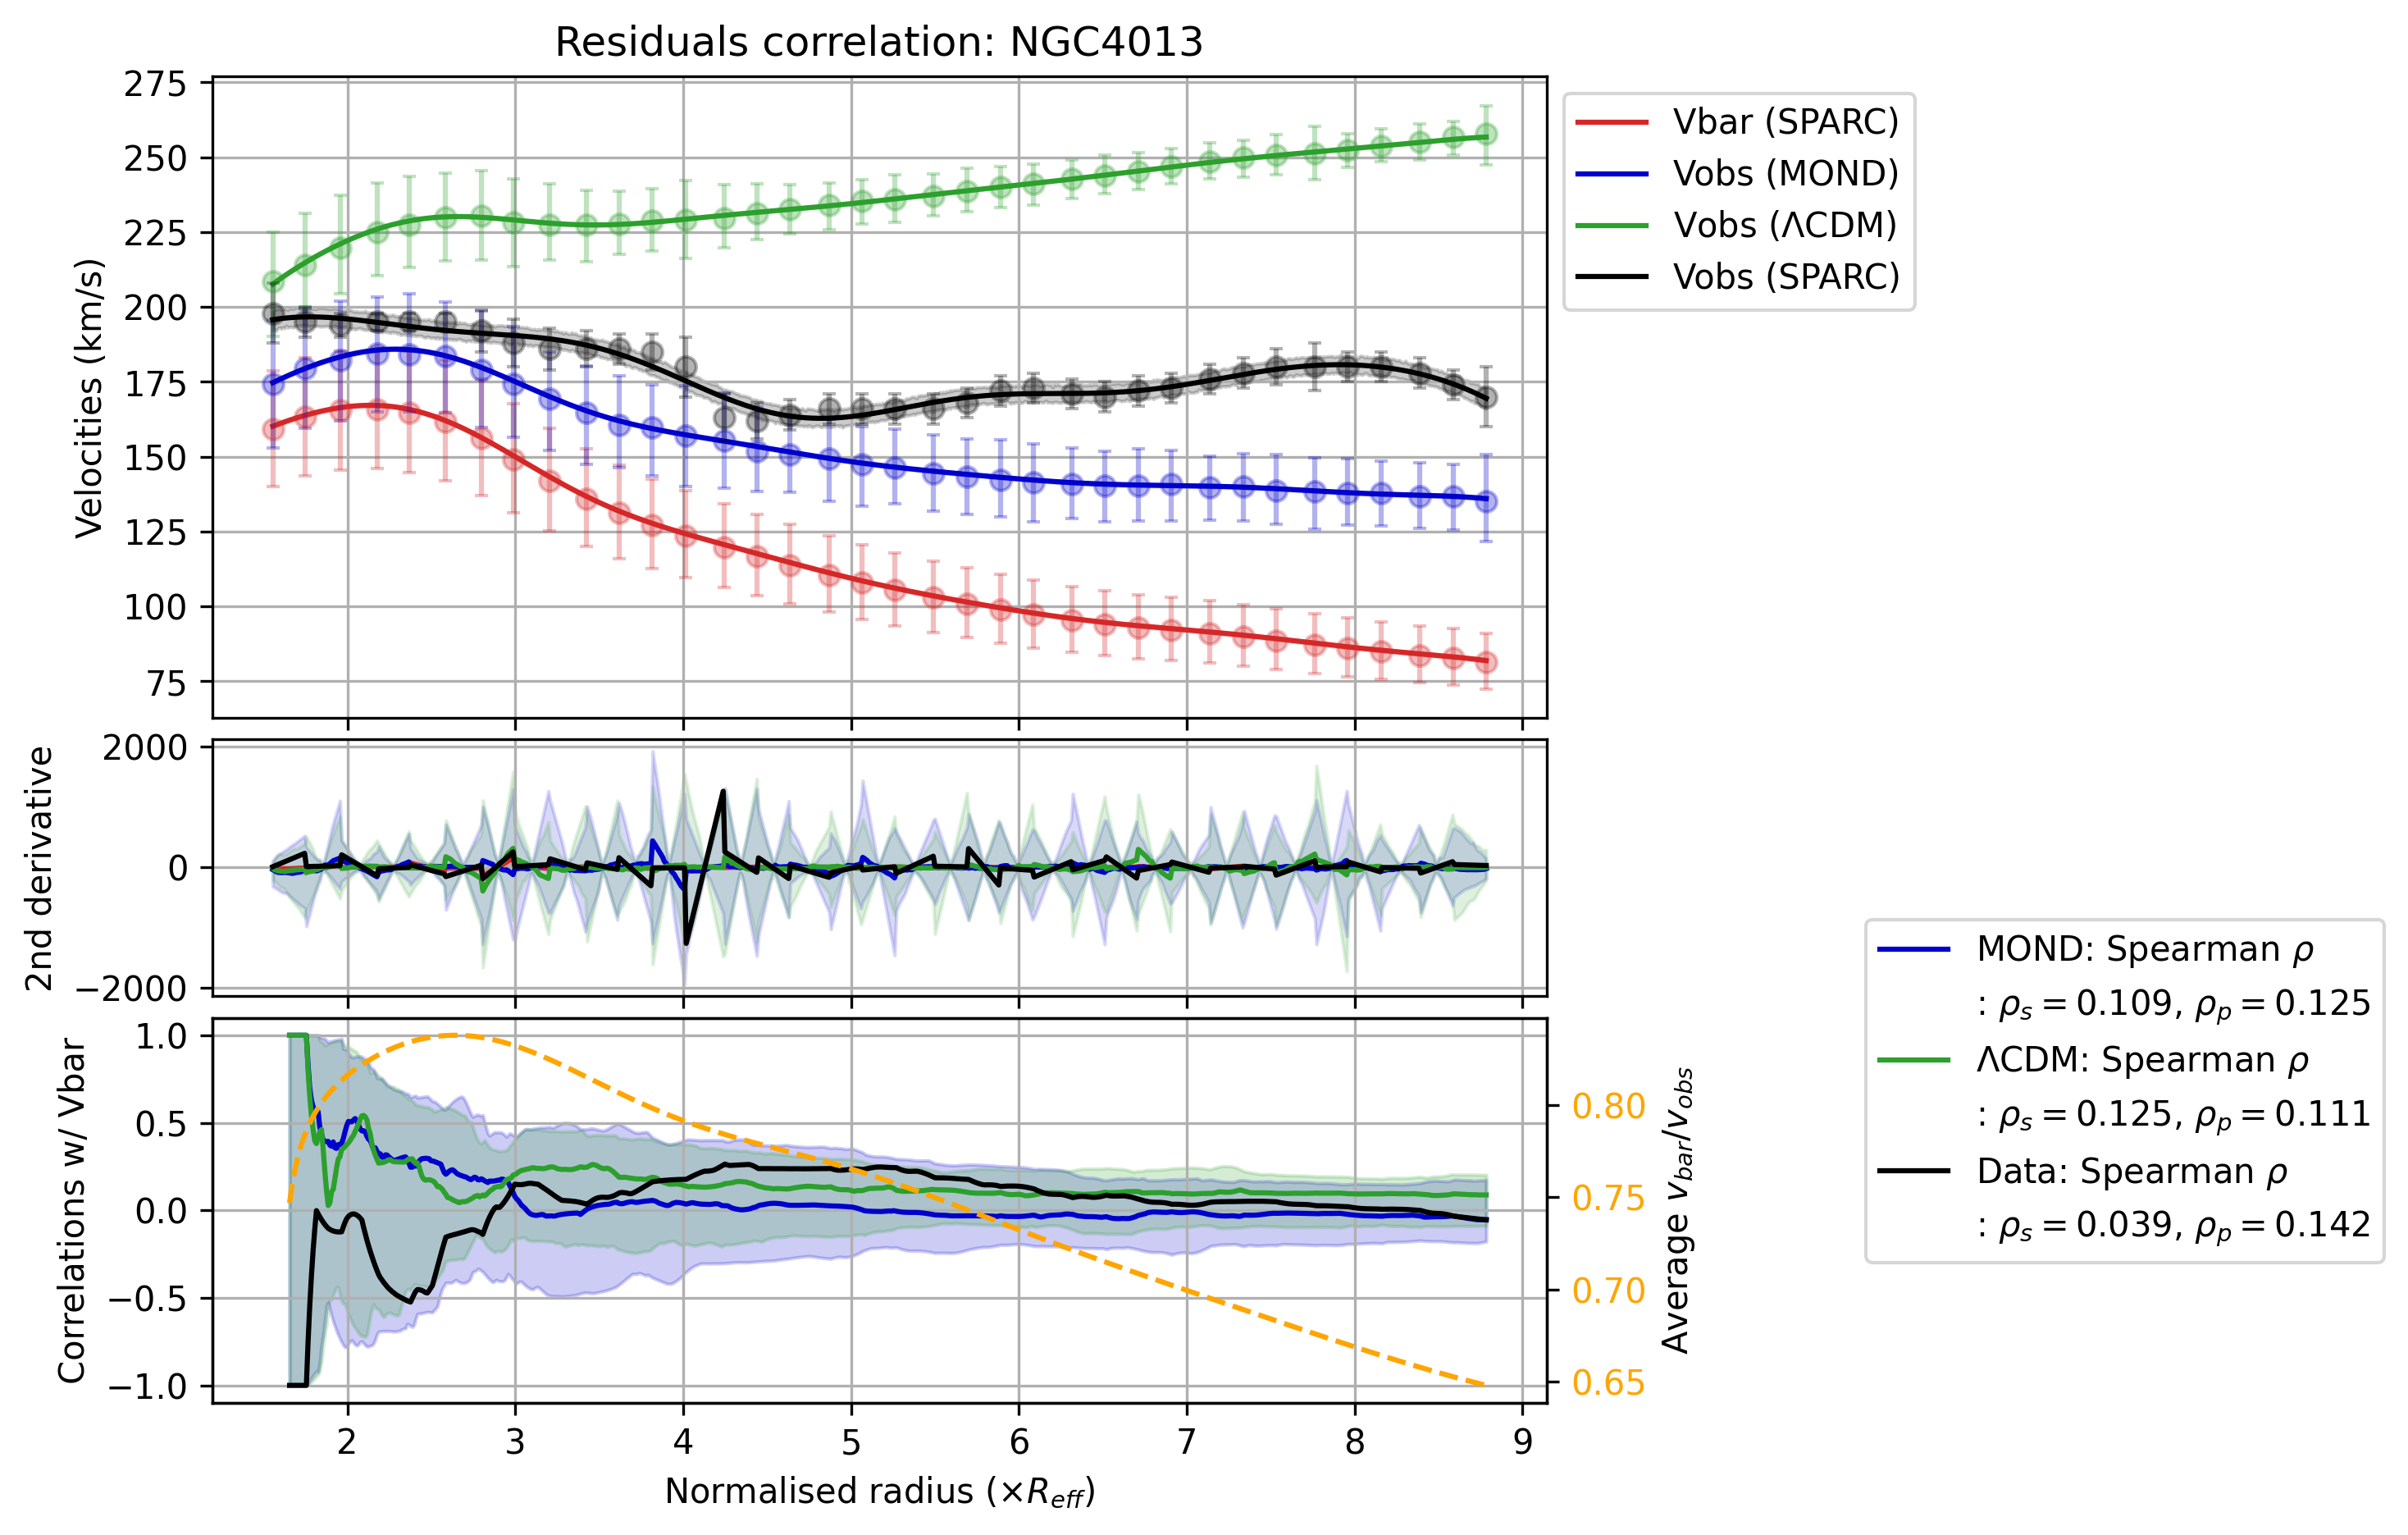 Residuals correlation: NGC4013
275
250
225
200
175
150
125
100
75
Velocities (km/s)
Vbar (SPARC)
Vobs (MOND)
Vobs (ΛCDM)
Vobs (SPARC)
2000
0
−2000
2nd derivative
1.0
0.5
0.0
−0.5
−1.0
Correlations w/ Vbar
0.80
0.75
0.70
0.65
Average v_bar/v_obs
MOND: Spearman ρ
: ρ_s = 0.109, ρ_p = 0.125
ΛCDM: Spearman ρ
: ρ_s = 0.125, ρ_p = 0.111
Data: Spearman ρ
: ρ_s = 0.039, ρ_p = 0.142
2 3 4 5 6 7 8 9
Normalised radius (×R_eff)